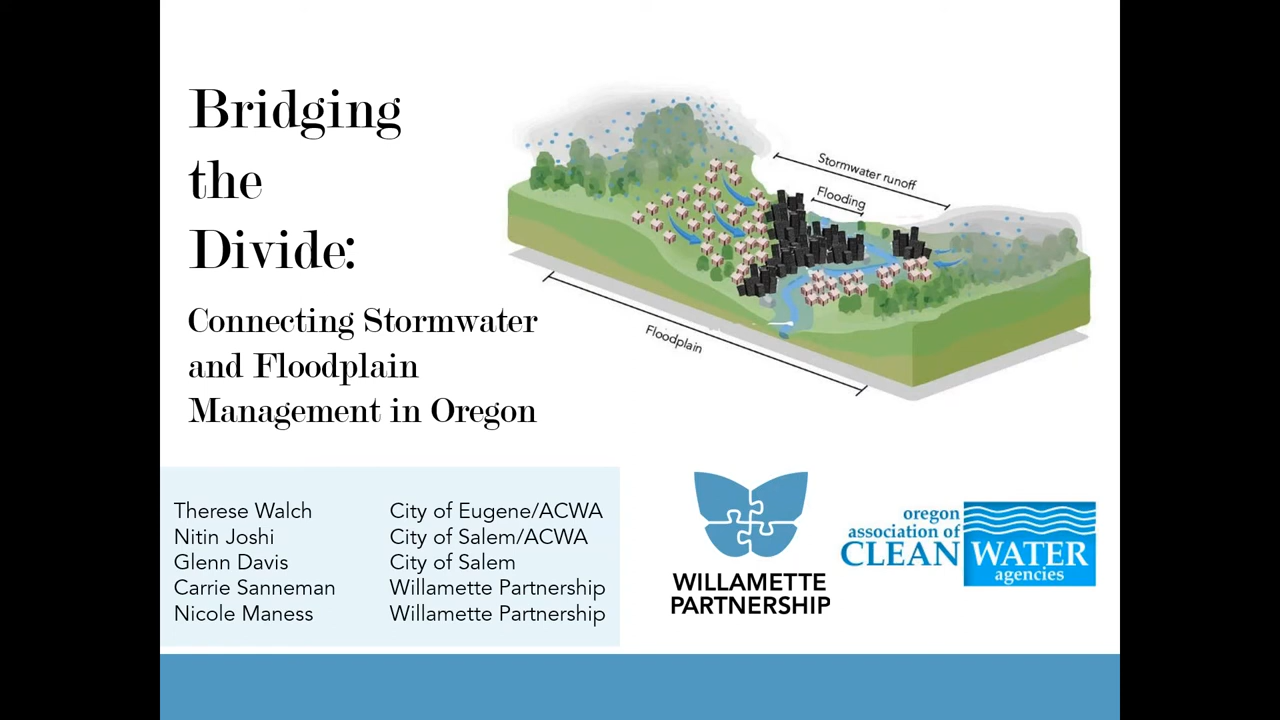 Bridging
the
Divide:
Connecting Stormwater
and Floodplain
Management in Oregon
Stormwater runoff
Flooding
Floodplain
Therese Walch City of Eugene/ACWA
Nitin Joshi City of Salem/ACWA
Glenn Davis City of Salem
Carrie Sanneman Willamette Partnership
Nicole Maness Willamette Partnership
WILLAMETTE
PARTNERSHIP
oregon
association of
CLEAN WATER
agencies